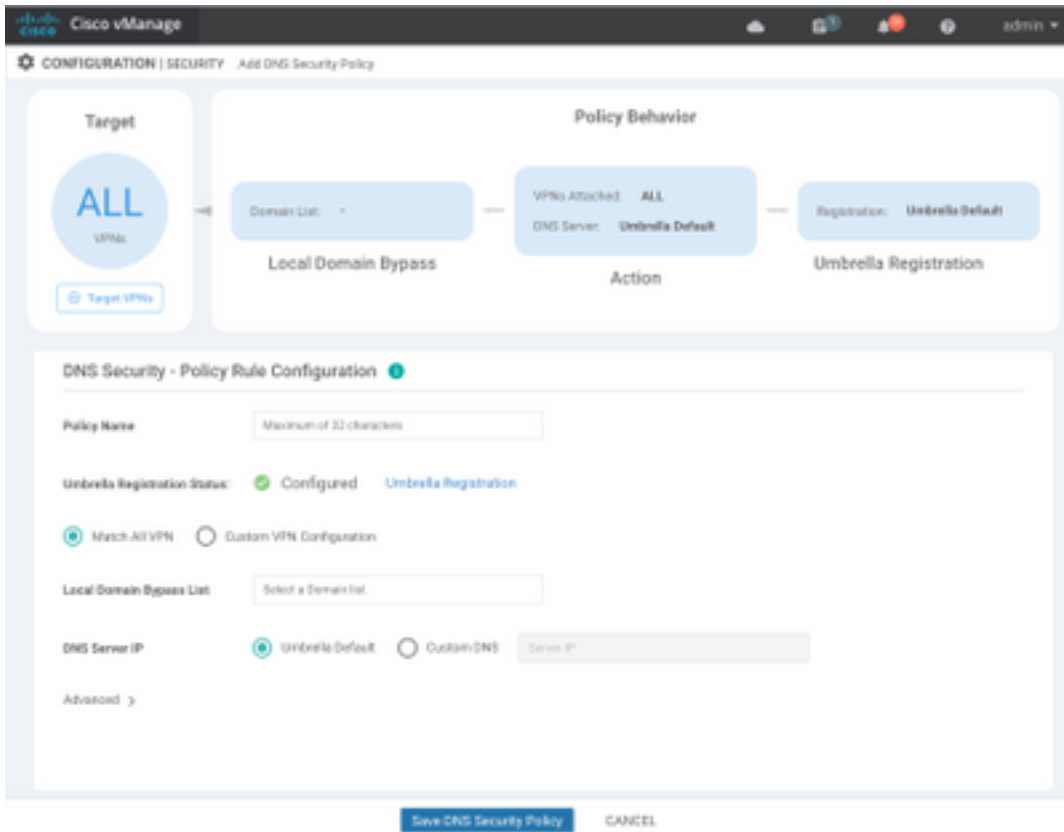 CISCO Cisco vManage admin
CONFIGURATION | SECURITY Add DNS Security Policy
Target
Policy Behavior
ALL
VPNs
Target VPNs
Domain List: -
Local Domain Bypass
VPNs Attached: ALL
DNS Server: Umbrella Default
Action
Registration: Umbrella Default
Umbrella Registration
DNS Security - Policy Rule Configuration
Policy Name Maximum of 32 characters
Umbrella Registration Status: Configured Umbrella Registration
Match All VPN Custom VPN Configuration
Local Domain Bypass List Select a Domain list
DNS Server IP Umbrella Default Custom DNS Server IP
Advanced >
Save DNS Security Policy CANCEL